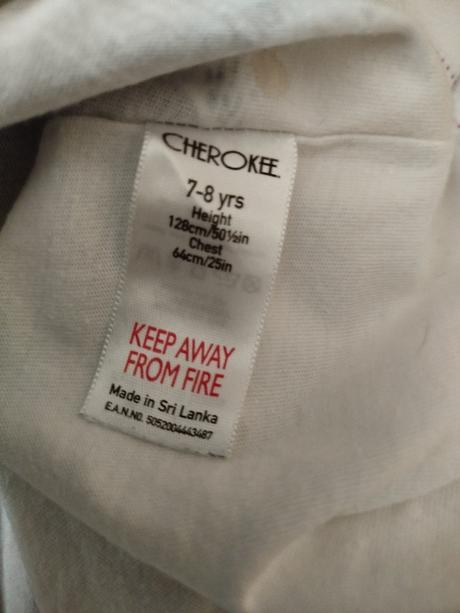 CHEROKEE
7-8 yrs
Height
128cm/50½in
Chest
64cm/25in
KEEP AWAY
FROM FIRE
Made in Sri Lanka
E.A.N.NO. 5052004443487